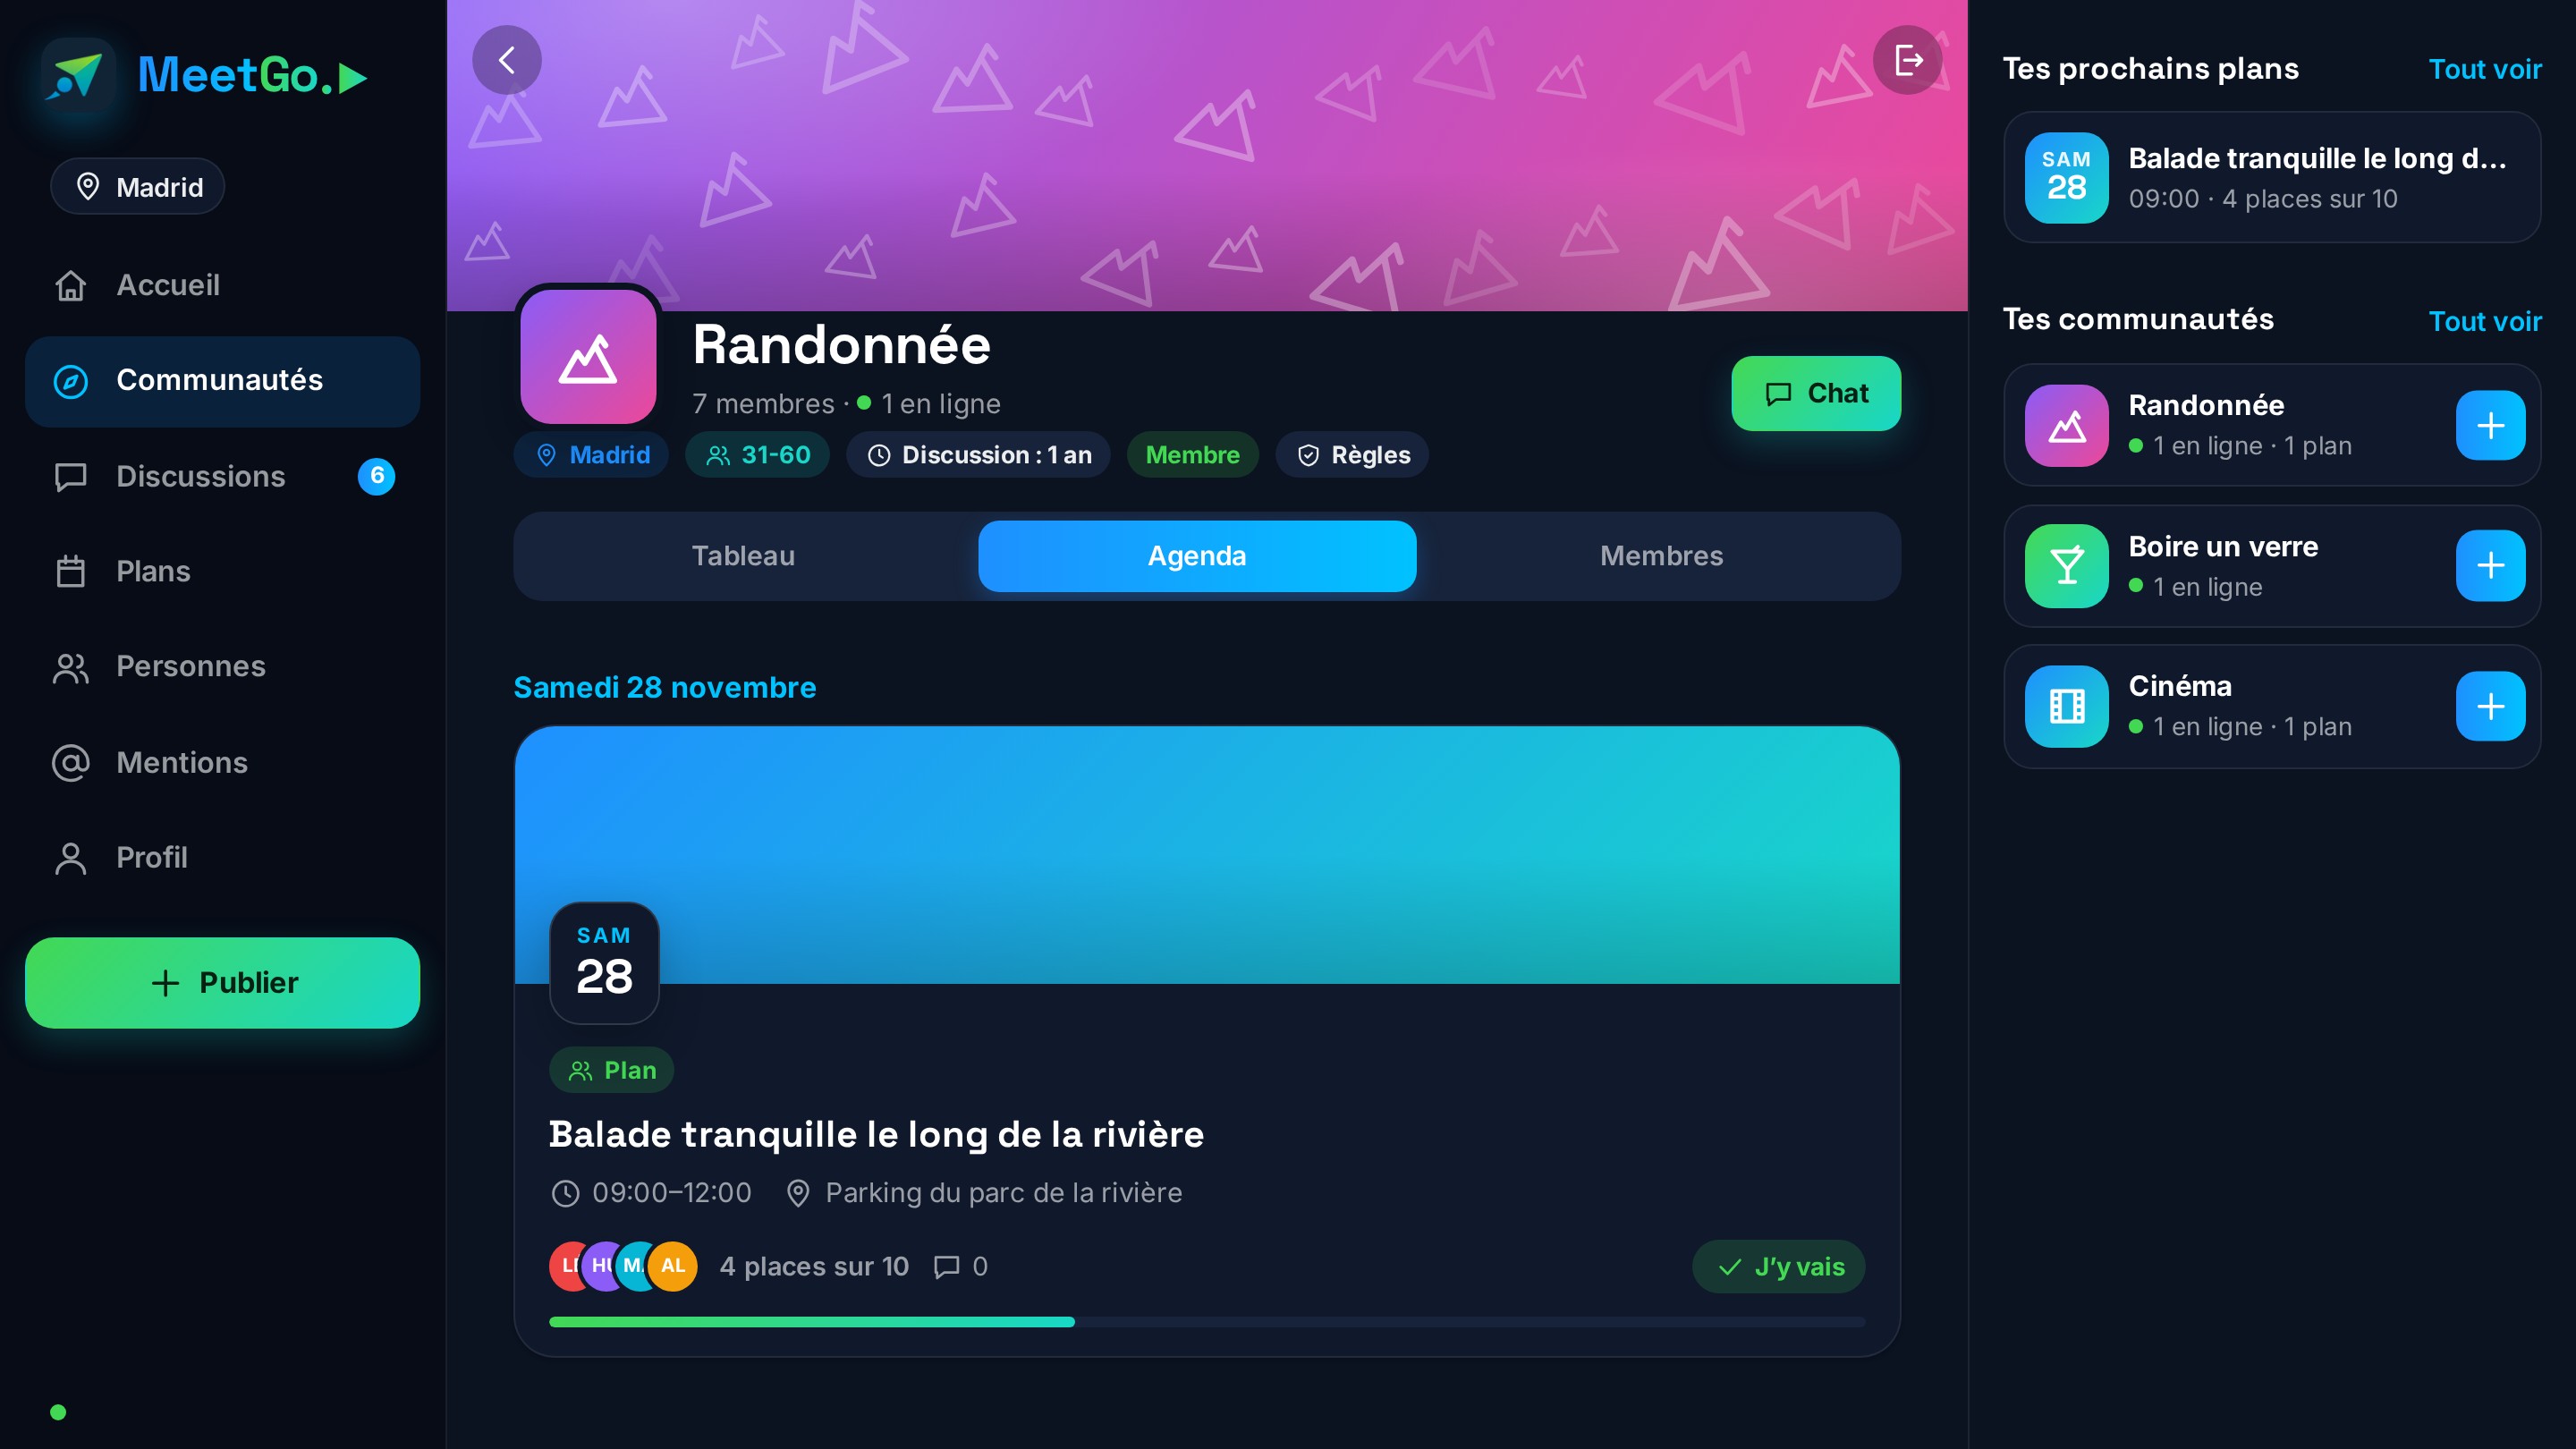 MeetGo.
Madrid
Accueil
Communautés
Discussions 6
Plans
Personnes
Mentions
Profil
Publier
Randonnée
7 membres · 1 en ligne
Chat
Madrid 31-60 Discussion : 1 an Membre Règles
Tableau Agenda Membres
Samedi 28 novembre
SAM
28
Plan
Balade tranquille le long de la rivière
09:00–12:00 Parking du parc de la rivière
HU AL 4 places sur 10 0 J’y vais
Tes prochains plans Tout voir
SAM
28
Balade tranquille le long d...
09:00 · 4 places sur 10
Tes communautés Tout voir
Randonnée
1 en ligne · 1 plan
Boire un verre
1 en ligne
Cinéma
1 en ligne · 1 plan